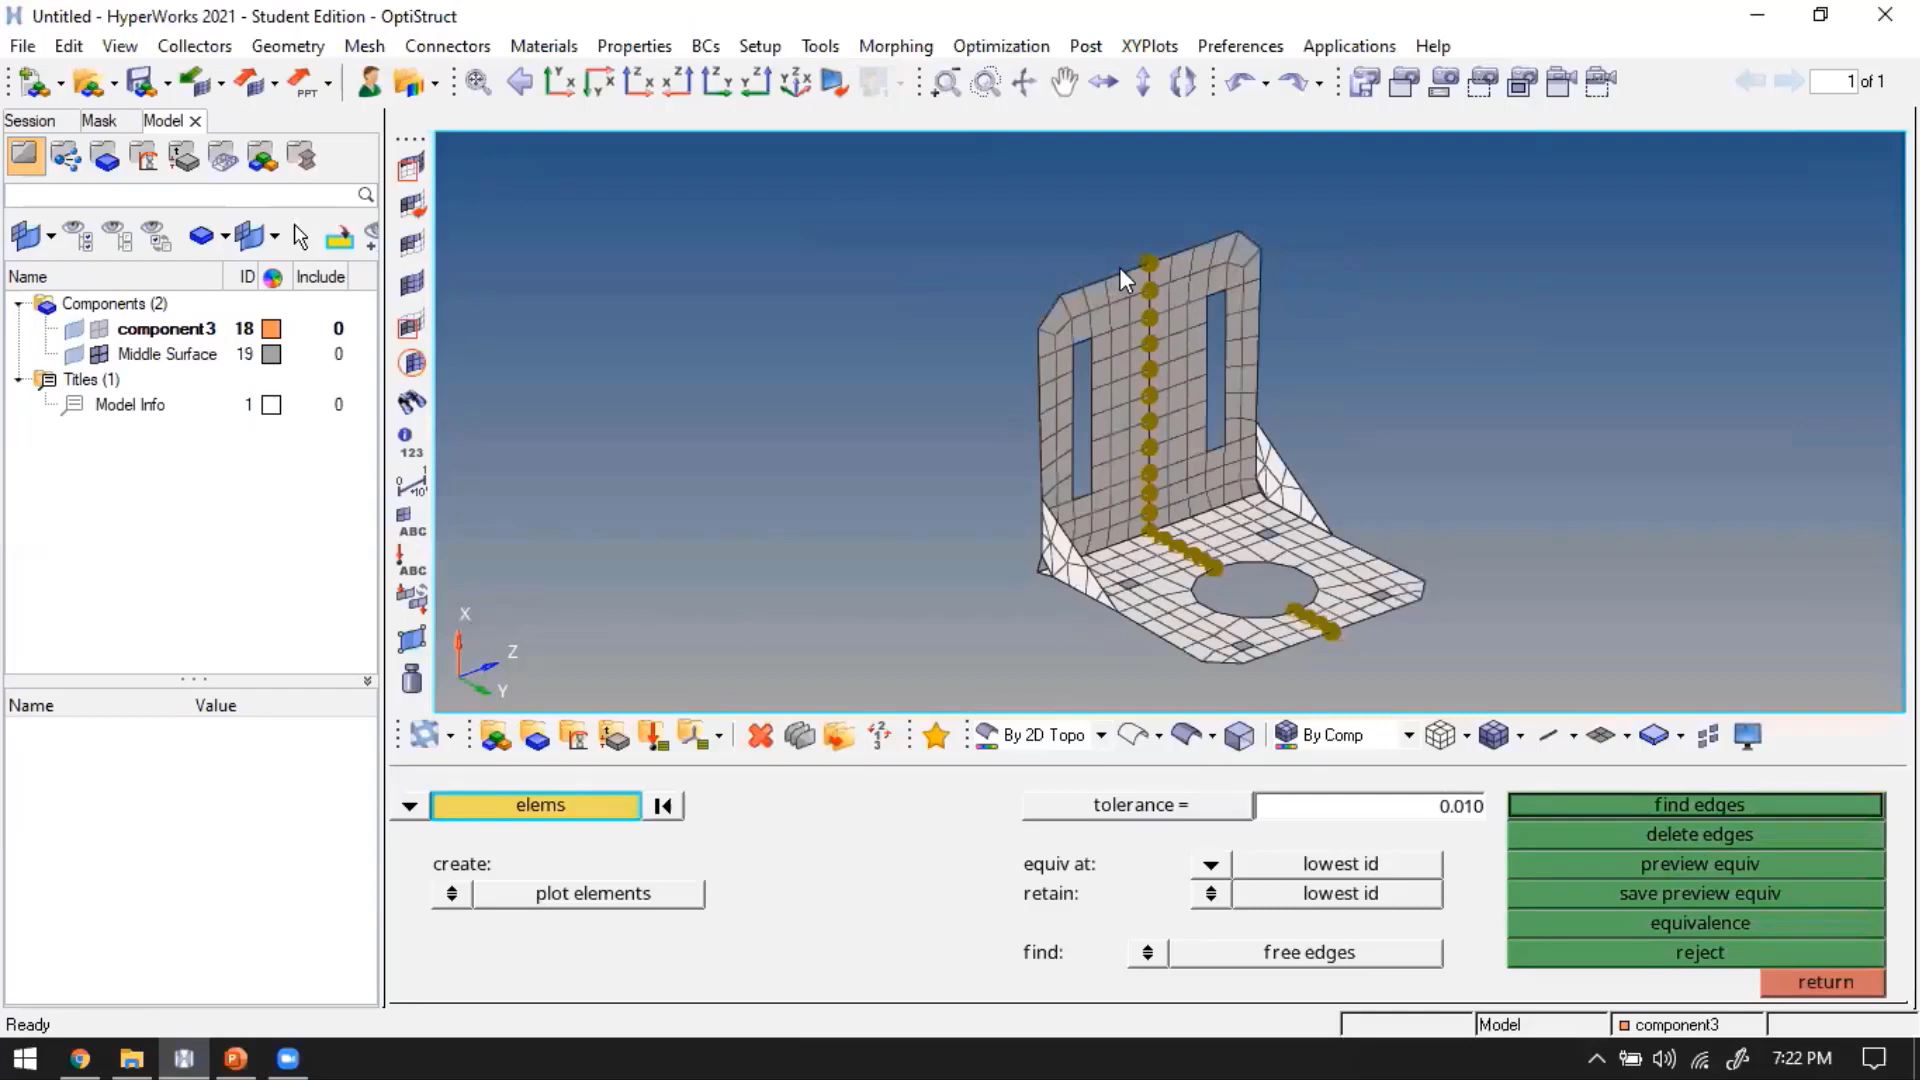 Untitled - HyperWorks 2021 - Student Edition - OptiStruct
File Edit View Collectors Geometry Mesh Connectors Materials Properties BCs Setup Tools Morphing Optimization Post XYPlots Preferences Applications Help
PPT
1 of 1
Session Mask Model
Name ID Include
Components (2)
component3 18 0
Middle Surface 19 0
Titles (1)
Model Info 1 0
Name Value
123
ABC
ABC
X
Z
Y
By 2D Topo By Comp
elems tolerance = 0.010 find edges
delete edges
create: equiv at: lowest id preview equiv
plot elements retain: lowest id save preview equiv
equivalence
find: free edges reject
return
Ready Model component3
7:22 PM